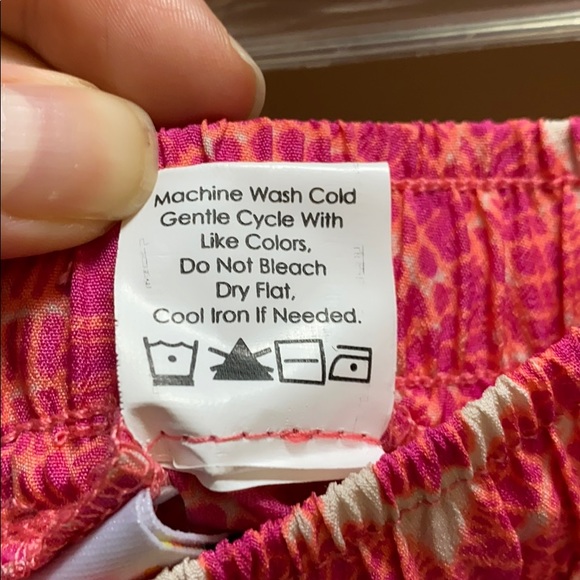 Machine Wash Cold
Gentle Cycle With
Like Colors,
Do Not Bleach
Dry Flat,
Cool Iron If Needed.